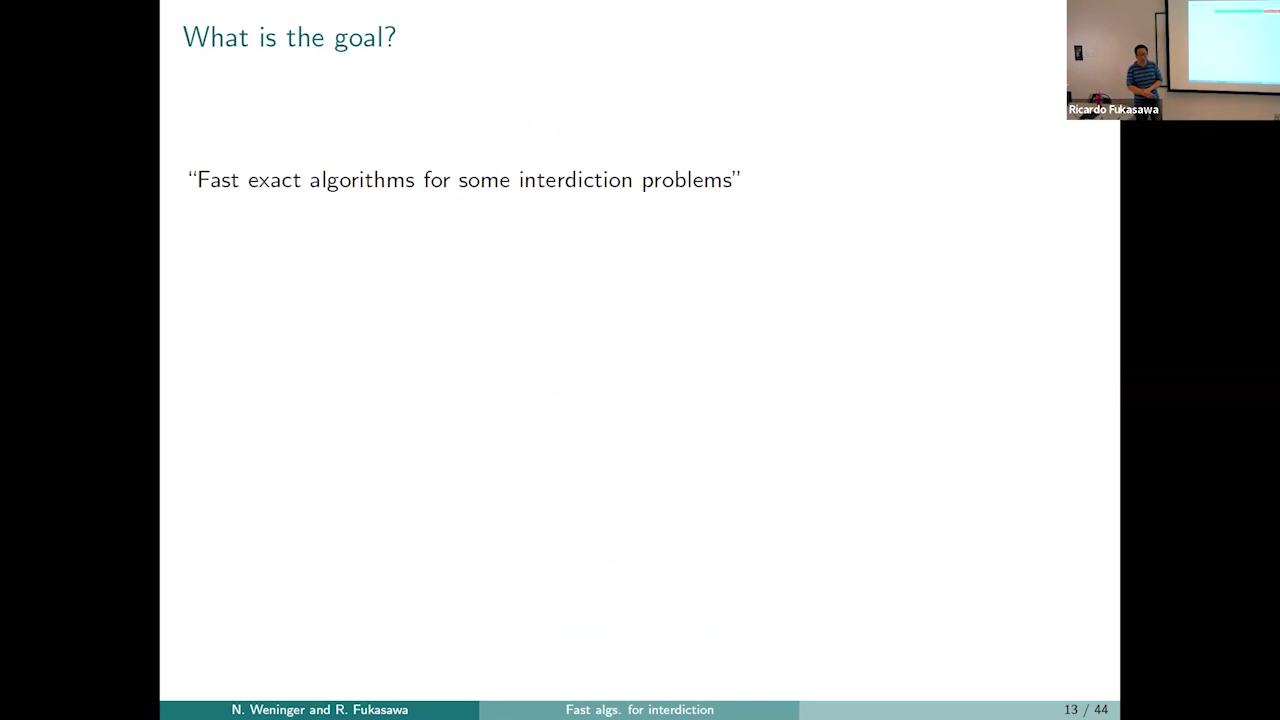 What is the goal?
Ricardo Fukasawa
“Fast exact algorithms for some interdiction problems”
N. Weninger and R. Fukasawa
Fast algs. for interdiction
13 / 44